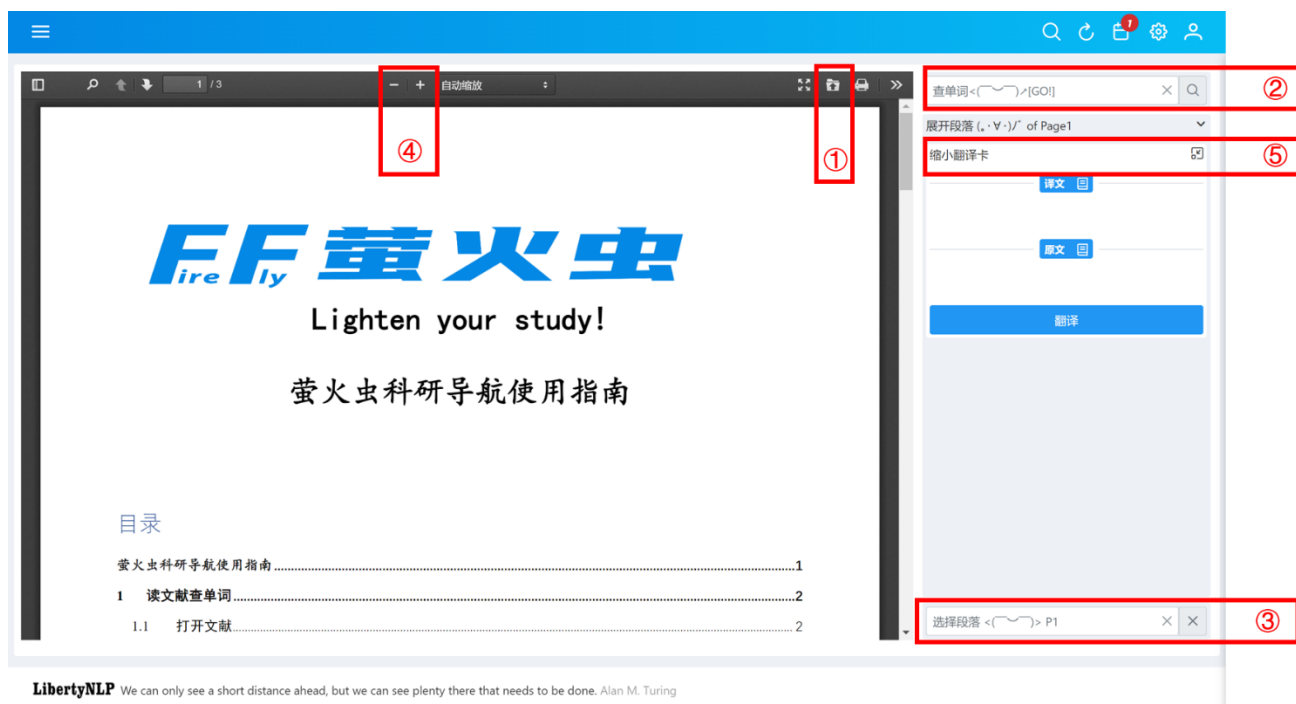 1
1 / 3
自动缩放
查单词<(￣︶￣)↗[GO!]
②
展开段落 (｡･∀･)ﾉﾞ of Page1
④
①
缩小翻译卡
⑤
译文
原文
翻译
FireFly 萤火虫
Lighten your study!
萤火虫科研导航使用指南
目录
萤火虫科研导航使用指南........1
1 读文献查单词........2
1.1 打开文献........2
选择段落 <(￣︶￣)> P1
③
LibertyNLP We can only see a short distance ahead, but we can see plenty there that needs to be done. Alan M. Turing